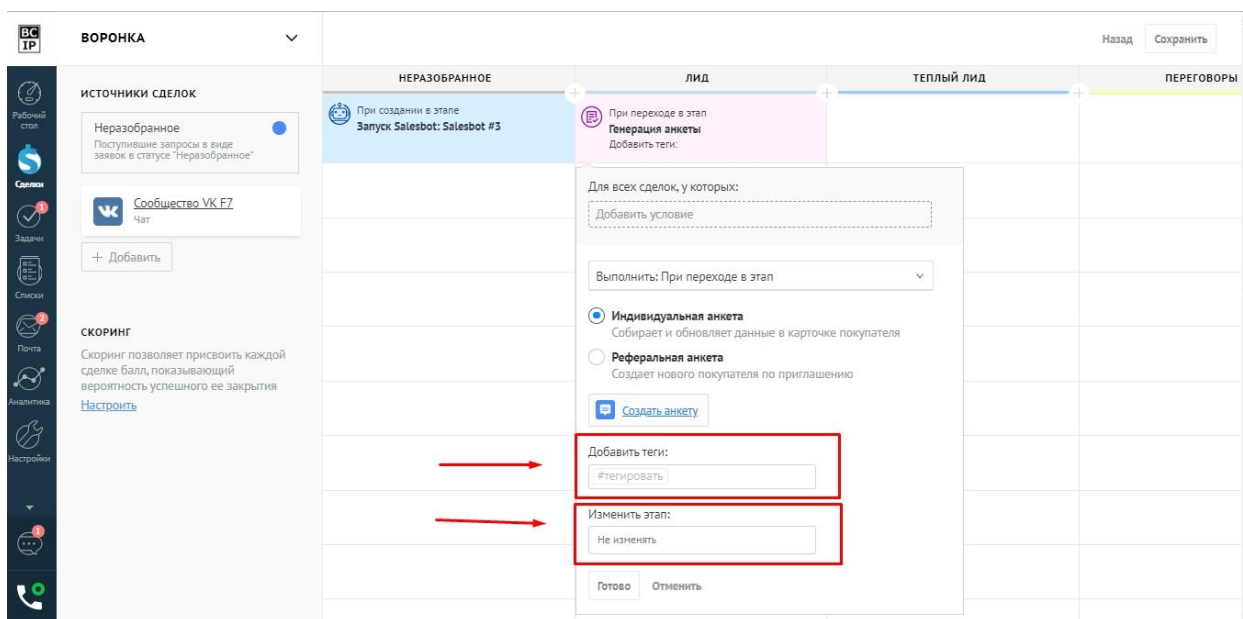 BC
IP
ВОРОНКА
Назад
Сохранить
Рабочий
стол
Сделки
1
Задачи
Списки
2
Почта
Аналитика
Настройки
1
ИСТОЧНИКИ СДЕЛОК
Неразобранное
Поступившие запросы в виде
заявок в статусе "Неразобранное"
Сообщество VK F7
Чат
+ Добавить
СКОРИНГ
Скоринг позволяет присвоить каждой
сделке балл, показывающий
вероятность успешного ее закрытия
Настроить
НЕРАЗОБРАННОЕ
ЛИД
ТЕПЛЫЙ ЛИД
ПЕРЕГОВОРЫ
При создании в этапе
Запуск Salesbot: Salesbot #3
При переходе в этап
Генерация анкеты
Добавить теги:
Для всех сделок, у которых:
Добавить условие
Выполнить: При переходе в этап
Индивидуальная анкета
Собирает и обновляет данные в карточке покупателя
Реферальная анкета
Создает нового покупателя по приглашению
Создать анкету
Добавить теги:
#тегировать
Изменить этап:
Не изменять
Готово
Отменить